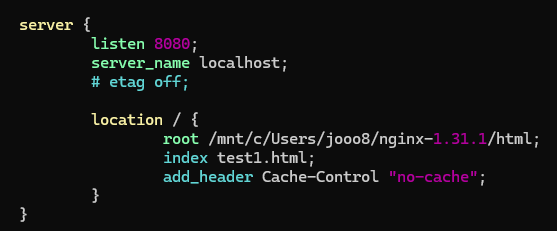 server {
listen 8080;
server_name localhost;
# etag off;
location / {
root /mnt/c/Users/jooo8/nginx-1.31.1/html;
index test1.html;
add_header Cache-Control "no-cache";
}
}